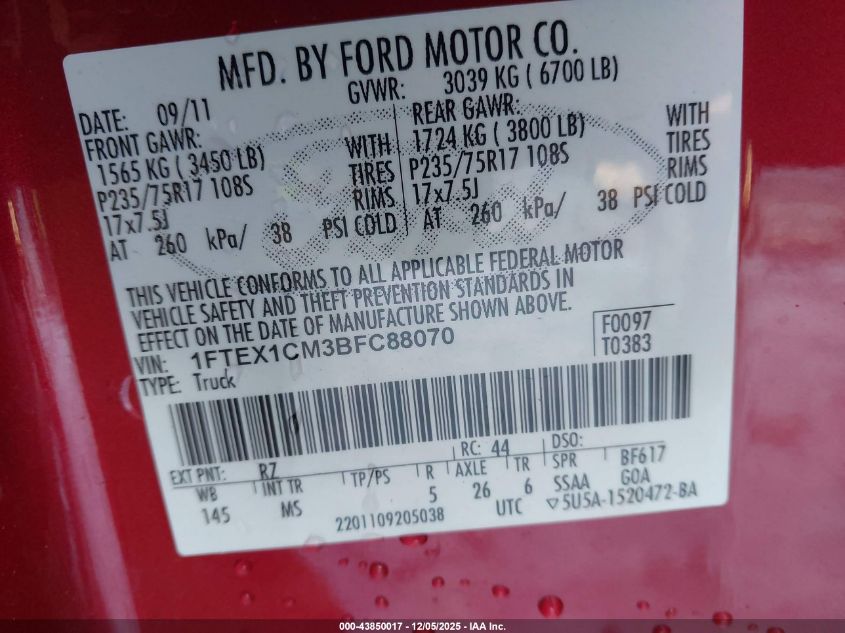 MFD. BY FORD MOTOR CO.
DATE: 09/11 GVWR: 3039 KG ( 6700 LB)
FRONT GAWR: REAR GAWR:
1565 KG ( 3450 LB) WITH 1724 KG ( 3800 LB) WITH
P235/75R17 108S TIRES P235/75R17 108S TIRES
17x7.5J RIMS 17x7.5J RIMS
AT 260 kPa/ 38 PSI COLD AT 260 kPa/ 38 PSI COLD
Ford
THIS VEHICLE CONFORMS TO ALL APPLICABLE FEDERAL MOTOR
VEHICLE SAFETY AND THEFT PREVENTION STANDARDS IN
EFFECT ON THE DATE OF MANUFACTURE SHOWN ABOVE.
VIN: 1FTEX1CM3BFC88070 F0097
TYPE: Truck T0383
EXT PNT: RZ RC: 44 DSO:
WB INT TR TP/PS R AXLE TR SPR BF617
145 MS 5 26 6 SSAA GOA
2201109205038 UTC ▽5U5A-1520472-BA
000-43850017 - 12/05/2025 - IAA Inc.